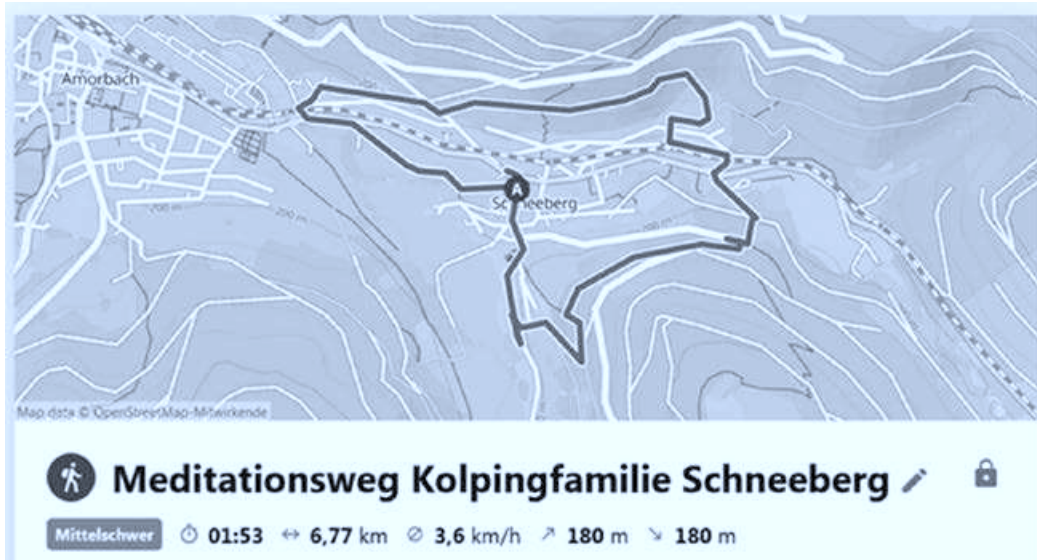 Amorbach
Schneeberg
200 m
200 m
200 m
Map data © OpenStreetMap-Mitwirkende
Meditationsweg Kolpingfamilie Schneeberg
Mittelschwer 01:53 6,77 km 3,6 km/h 180 m 180 m